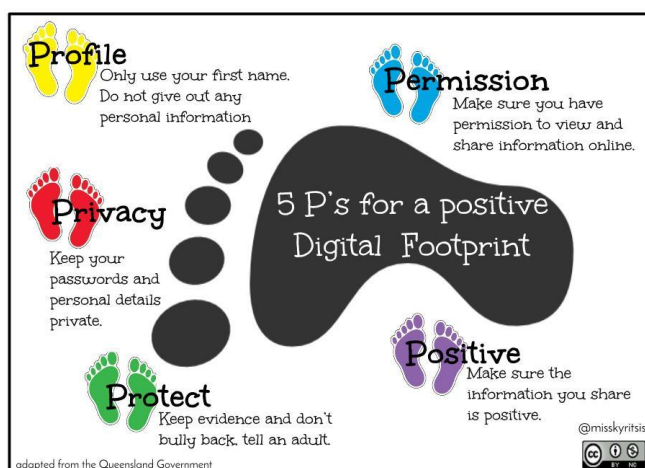 Profile
Only use your first name.
Do not give out any
personal information
Permission
Make sure you have
permission to view and
share information online.
Privacy
Keep your
passwords and
personal details
private.
5 P's for a positive
Digital Footprint
Protect
Keep evidence and don't
bully back. tell an adult.
Positive
Make sure the
information you share
is positive.
@misskyritsis
cc
BY NC
adapted from the Queensland Government